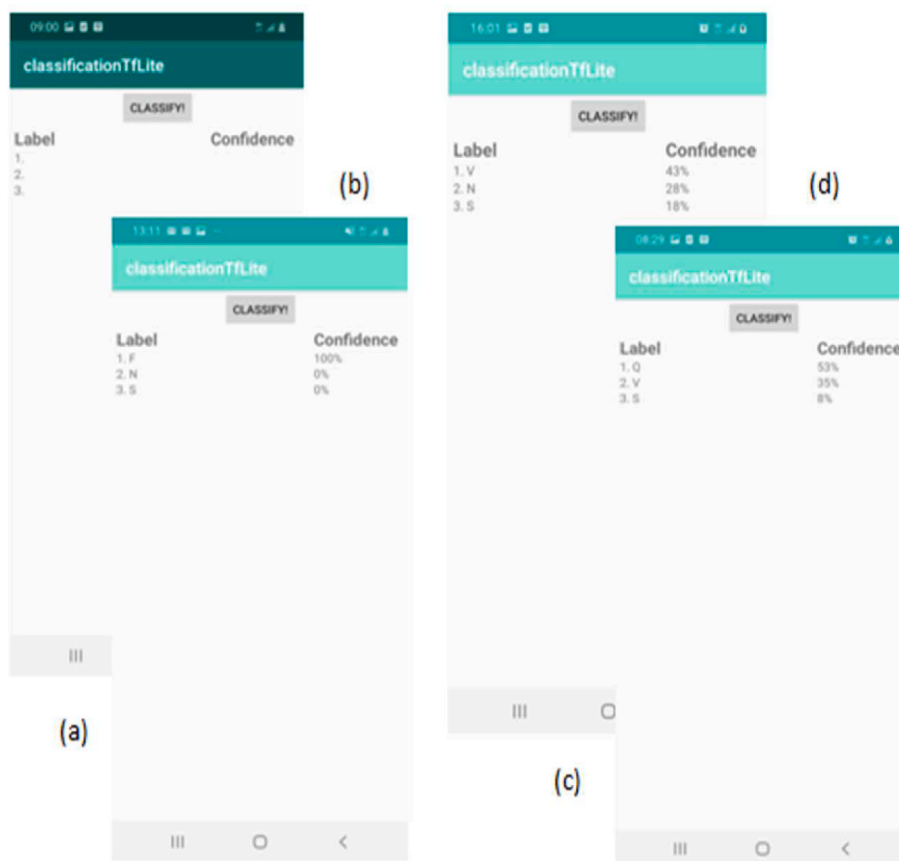 09:00
classificationTfLite
CLASSIFY!
Label Confidence
1.
2.
3.
(a)
(b)
13:11
classificationTfLite
CLASSIFY!
Label Confidence
1. F 100%
2. N 0%
3. S 0%
16:01
classificationTfLite
CLASSIFY!
Label Confidence
1. V 43%
2. N 28%
3. S 18%
(c)
(d)
08:29
classificationTfLite
CLASSIFY!
Label Confidence
1. Q 53%
2. V 35%
3. S 8%